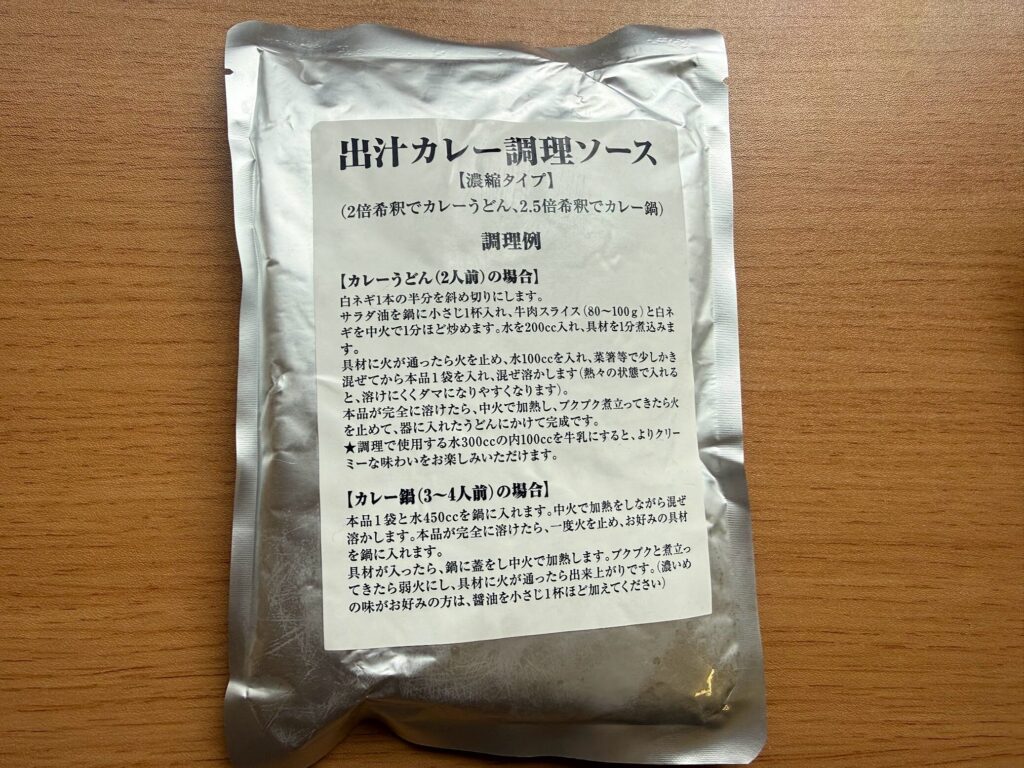 出汁カレー調理ソース
【濃縮タイプ】
(2倍希釈でカレーうどん、2.5倍希釈でカレー鍋)
調理例
【カレーうどん(2人前)の場合】
白ネギ1本の半分を斜め切りにします。
サラダ油を鍋に小さじ1杯入れ、牛肉スライス(80〜100g)と白ネ
ギを中火で1分ほど炒めます。水を200cc入れ、具材を1分煮込みま
す。
具材に火が通ったら火を止め、水100ccを入れ、菜箸等で少しかき
混ぜてから本品1袋を入れ、混ぜ溶かします(熱々の状態で入れる
と、溶けにくくダマになりやすくなります)。
本品が完全に溶けたら、中火で加熱し、ブクブク煮立ってきたら火
を止めて、器に入れたうどんにかけて完成です。
★調理で使用する水300ccの内100ccを牛乳にすると、よりクリー
ミーな味わいをお楽しみいただけます。
【カレー鍋(3〜4人前)の場合】
本品1袋と水450ccを鍋に入れます。中火で加熱をしながら混ぜ
溶かします。本品が完全に溶けたら、一度火を止め、お好みの具材
を鍋に入れます。
具材が入ったら、鍋に蓋をし中火で加熱します。ブクブクと煮立っ
てきたら弱火にし、具材に火が通ったら出来上がりです。(濃いめ
の味がお好みの方は、醤油を小さじ1杯ほど加えてください)